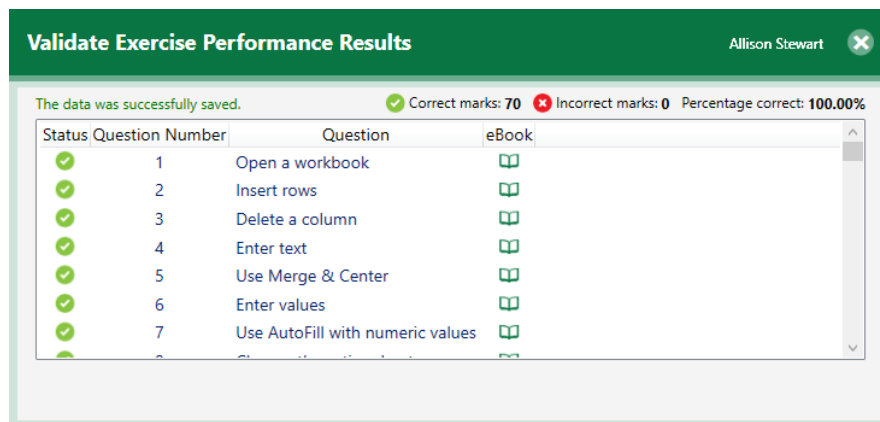 Validate Exercise Performance Results Allison Stewart
The data was successfully saved. Correct marks: 70 Incorrect marks: 0 Percentage correct: 100.00%
Status Question Number Question eBook
1 Open a workbook
2 Insert rows
3 Delete a column
4 Enter text
5 Use Merge & Center
6 Enter values
7 Use AutoFill with numeric values